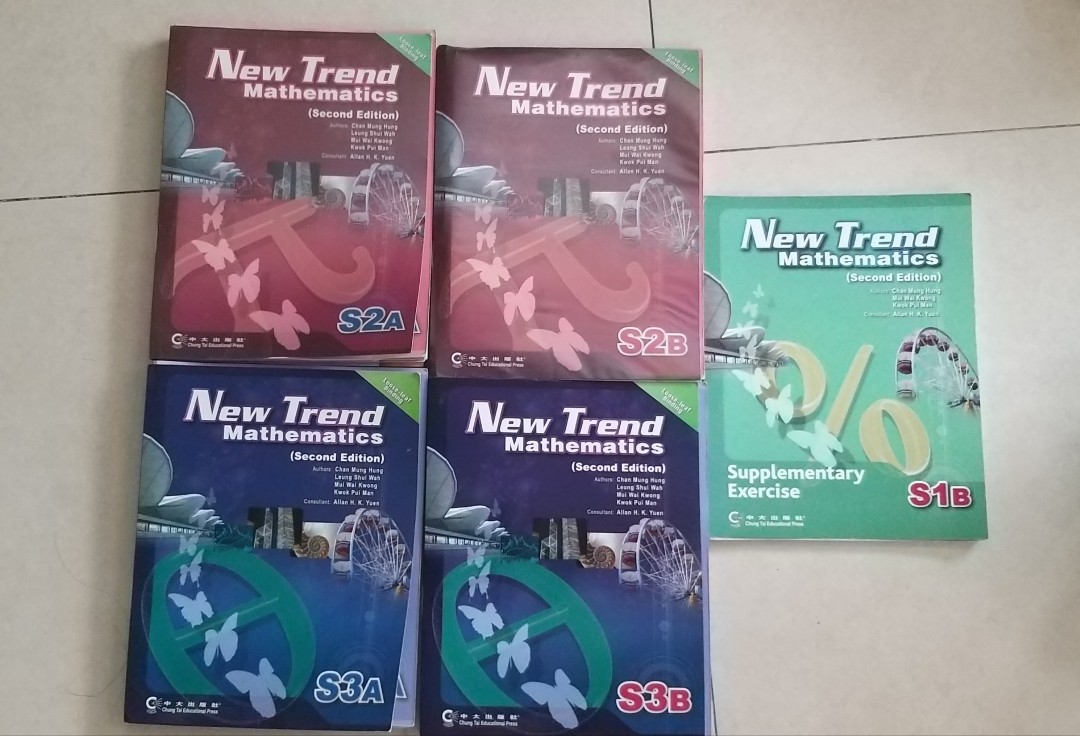 Loose-leaf
Binding
New Trend
Mathematics
(Second Edition)
Authors: Chan Mung Hung
Leung Shui Wah
Mui Wai Kwong
Kwok Pui Man
Consultant: Allan H. K. Yuen
S2A
A
中大出版社
Chung Tai Educational Press
Loose-leaf
Binding
New Trend
Mathematics
(Second Edition)
Authors: Chan Mung Hung
Leung Shui Wah
Mui Wai Kwong
Kwok Pui Man
Consultant: Allan H. K. Yuen
S2B
中大出版社
Chung Tai Educational Press
New Trend
Mathematics
(Second Edition)
Authors: Chan Mung Hung
Mui Wai Kwong
Kwok Pui Man
Consultant: Allan H. K. Yuen
%
Supplementary
Exercise
S1B
中大出版社
Chung Tai Educational Press
Loose-leaf
Binding
New Trend
Mathematics
(Second Edition)
Authors: Chan Mung Hung
Leung Shui Wah
Mui Wai Kwong
Kwok Pui Man
Consultant: Allan H. K. Yuen
S3A
A
中大出版社
Chung Tai Educational Press
Loose-leaf
Binding
New Trend
Mathematics
(Second Edition)
Authors: Chan Mung Hung
Leung Shui Wah
Mui Wai Kwong
Kwok Pui Man
Consultant: Allan H. K. Yuen
S3B
中大出版社
Chung Tai Educational Press